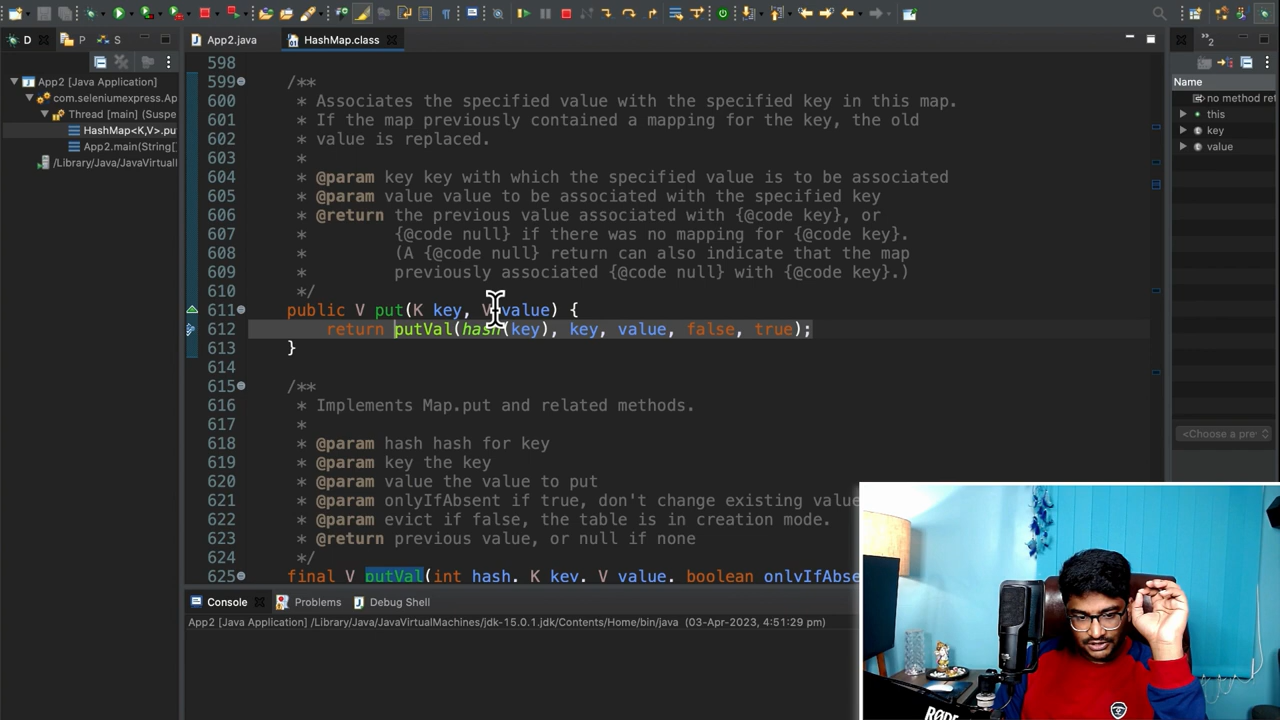 App2.java
HashMap.class
D
P
S
»2
App2 [Java Application]
com.seleniumexpress.Ap
Thread [main] (Suspe
HashMap<K,V>.pu
App2.main(String[
/Library/Java/JavaVirtualI
598
599 /**
600 * Associates the specified value with the specified key in this map.
601 * If the map previously contained a mapping for the key, the old
602 * value is replaced.
603 *
604 * @param key key with which the specified value is to be associated
605 * @param value value to be associated with the specified key
606 * @return the previous value associated with {@code key}, or
607 * {@code null} if there was no mapping for {@code key}.
608 * (A {@code null} return can also indicate that the map
609 * previously associated {@code null} with {@code key}.)
610 */
611 public V put(K key, V value) {
612 return putVal(hash(key), key, value, false, true);
613 }
614
615 /**
616 * Implements Map.put and related methods.
617 *
618 * @param hash hash for key
619 * @param key the key
620 * @param value the value to put
621 * @param onlyIfAbsent if true, don't change existing value
622 * @param evict if false, the table is in creation mode.
623 * @return previous value, or null if none
624 */
625 final V putVal(int hash, K key, V value, boolean onlyIfAbse
Name
no method ret
this
key
value
<Choose a pre
Console
Problems
Debug Shell
App2 [Java Application] /Library/Java/JavaVirtualMachines/jdk-15.0.1.jdk/Contents/Home/bin/java (03-Apr-2023, 4:51:29 pm)
RØDE